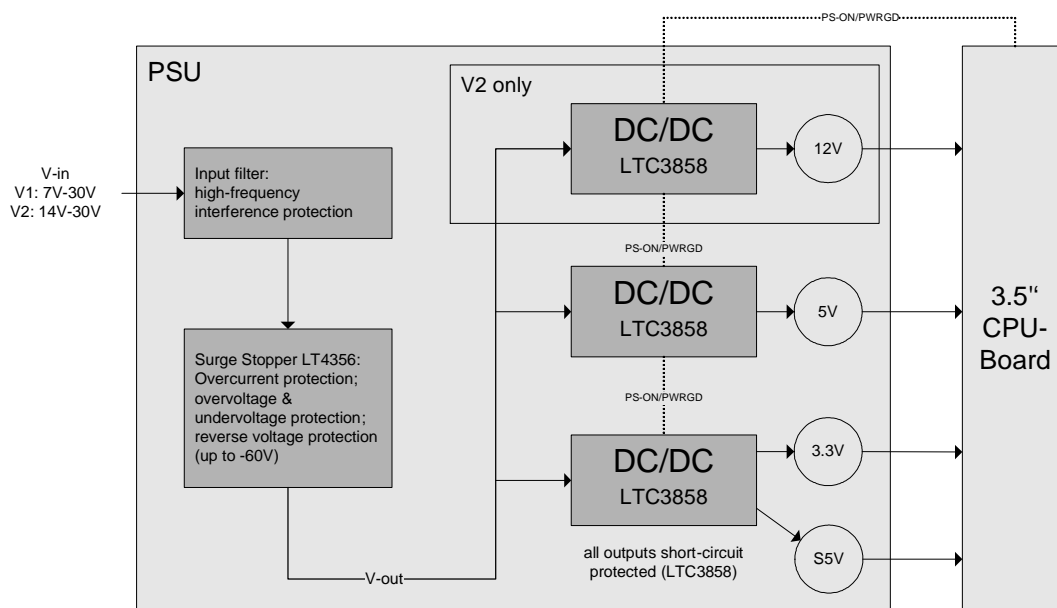 PS-ON/PWRGD
PSU
V2 only
DC/DC
LTC3858
12V
V-in
V1: 7V-30V
V2: 14V-30V
Input filter:
high-frequency
interference protection
PS-ON/PWRGD
DC/DC
LTC3858
5V
3.5"
CPU-
Board
Surge Stopper LT4356:
Overcurrent protection;
overvoltage &
undervoltage protection;
reverse voltage protection
(up to -60V)
PS-ON/PWRGD
DC/DC
LTC3858
3.3V
S5V
all outputs short-circuit
protected (LTC3858)
V-out